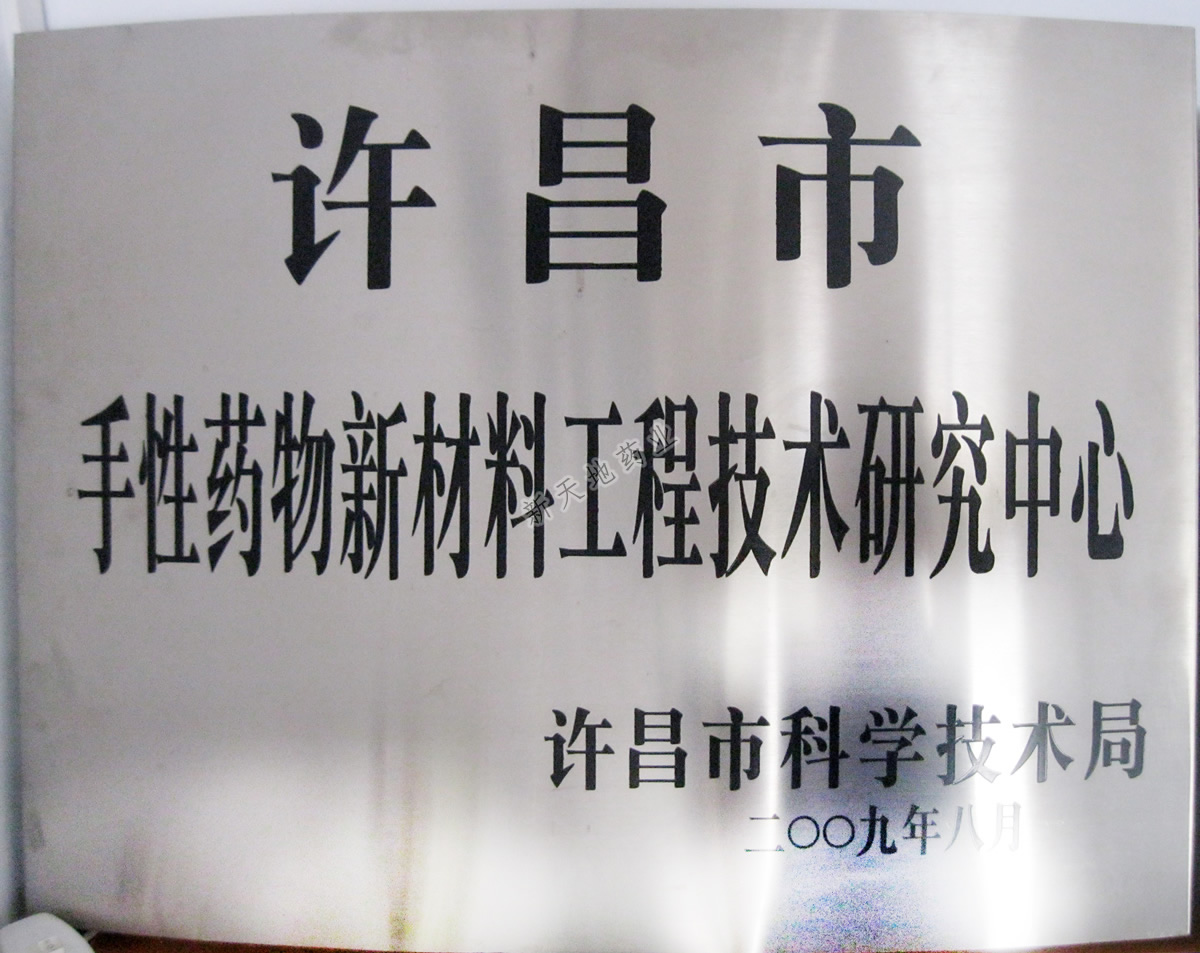 许昌市
手性药物新材料工程技术研究中心
新天地药业
许昌市科学技术局
二〇〇九年八月